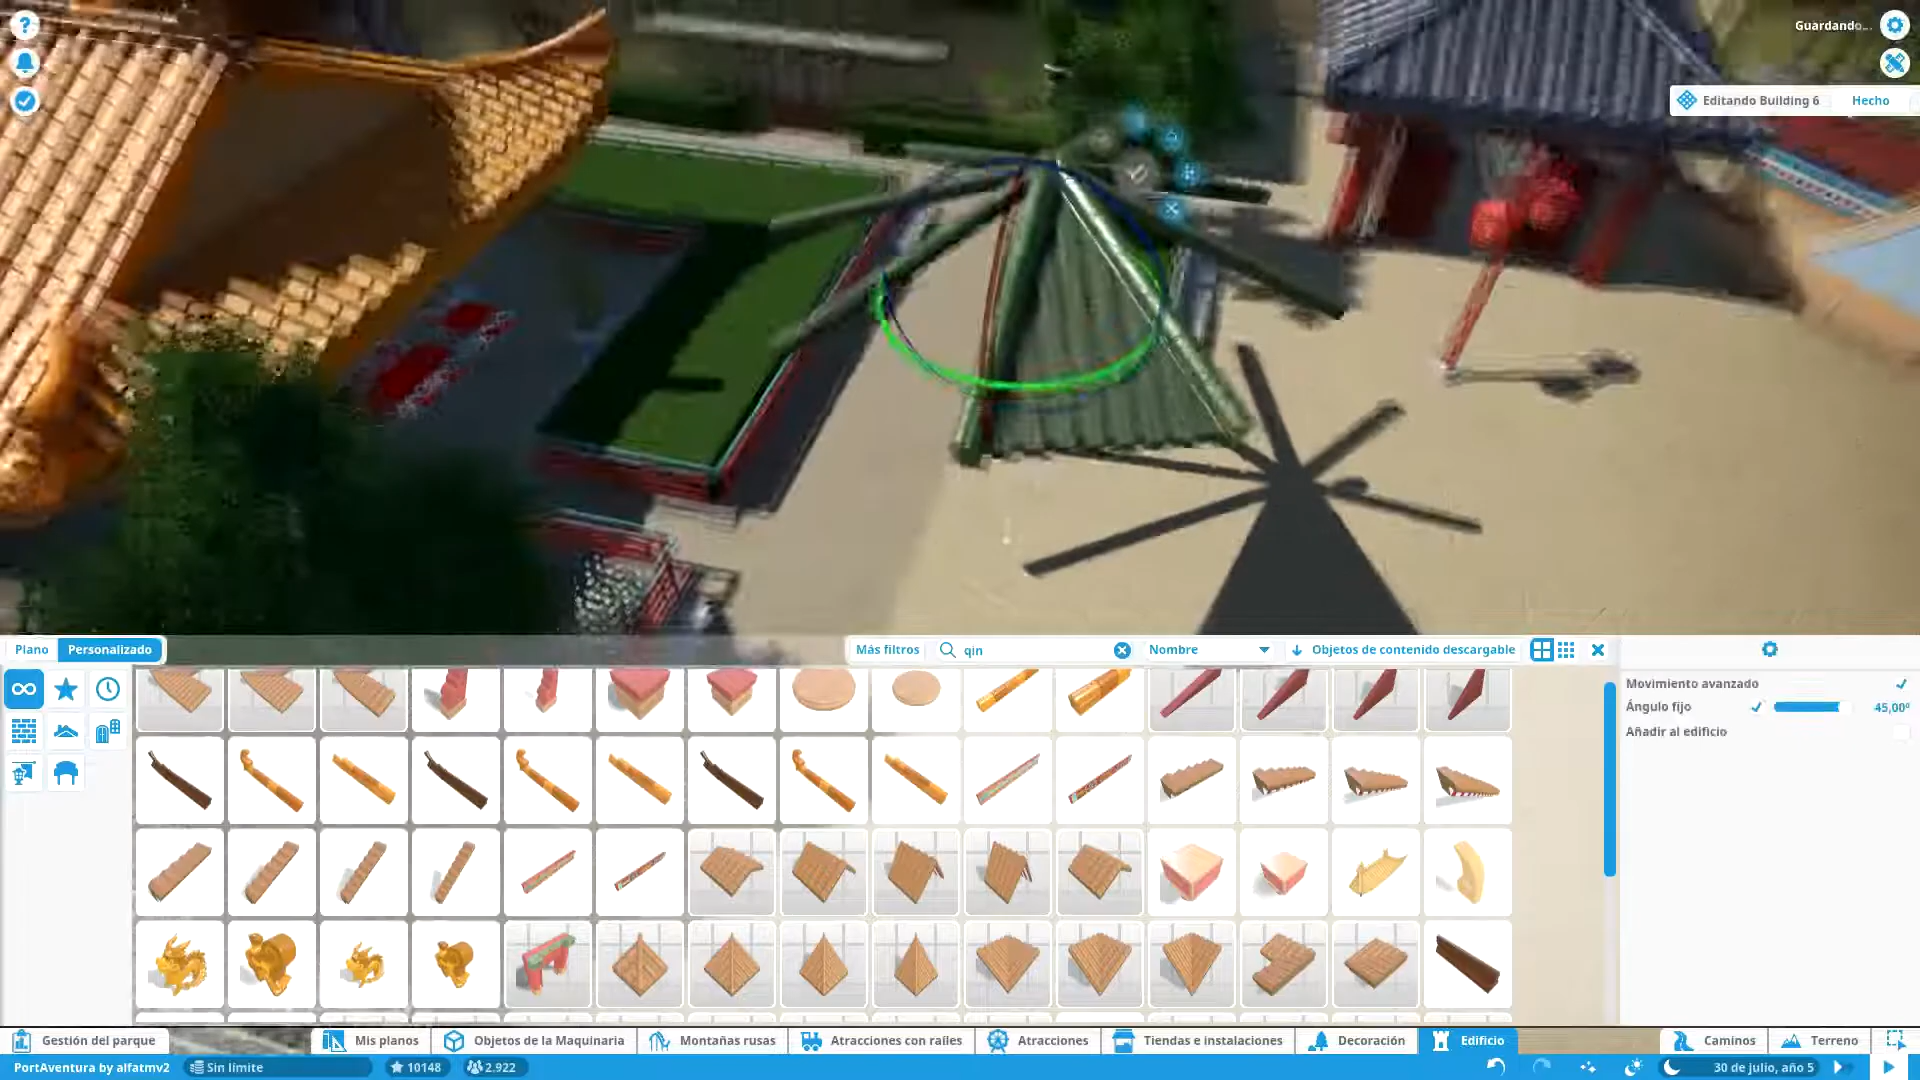 Guardando...
Editando Building 6
Hecho
Plano
Personalizado
Más filtros
qin
Nombre
Objetos de contenido descargable
Movimiento avanzado
Ángulo fijo
45,00º
Añadir al edificio
Gestión del parque
Mis planos
Objetos de la Maquinaria
Montañas rusas
Atracciones con raíles
Atracciones
Tiendas e instalaciones
Decoración
Edificio
Caminos
Terreno
PortAventura by alfatmv2
Sin límite
10148
2.922
30 de julio, año 5